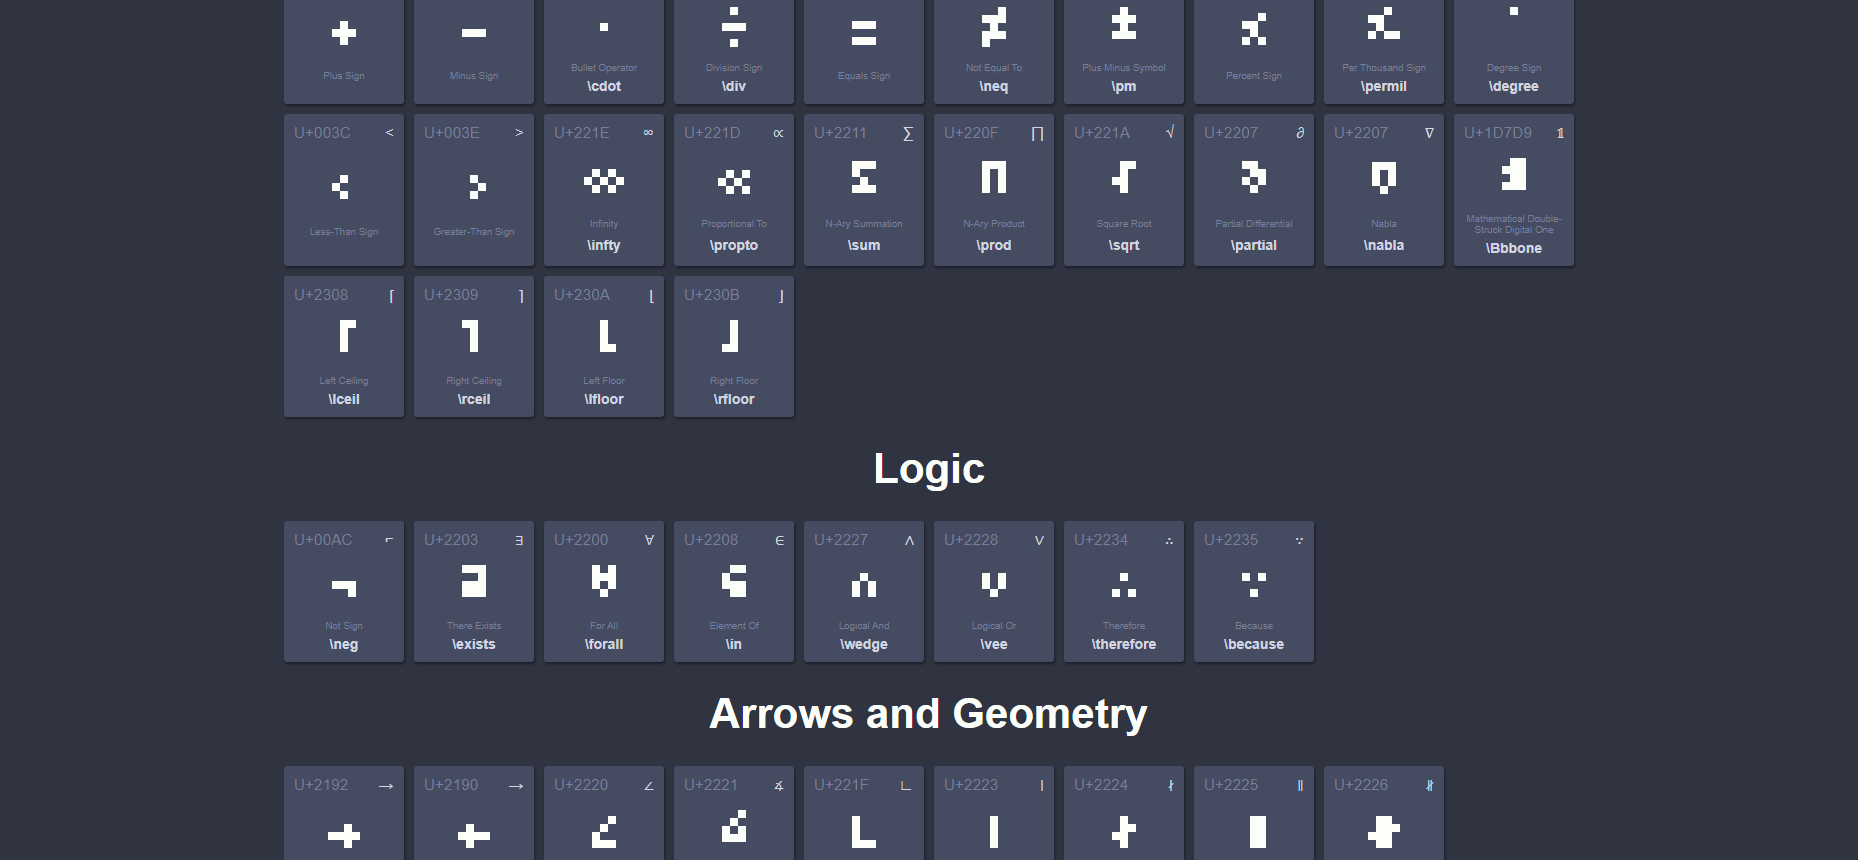 Plus Sign
Minus Sign
Bullet Operator
\cdot
Division Sign
\div
Equals Sign
Not Equal To
\neq
Plus Minus Symbol
\pm
Percent Sign
Per Thousand Sign
\permil
Degree Sign
\degree
U+003C <
Less-Than Sign
U+003E >
Greater-Than Sign
U+221E ∞
Infinity
\infty
U+221D ∝
Proportional To
\propto
U+2211 ∑
N-Ary Summation
\sum
U+220F ∏
N-Ary Product
\prod
U+221A √
Square Root
\sqrt
U+2207 ∂
Partial Differential
\partial
U+2207 ∇
Nabla
\nabla
U+1D7D9 𝟙
Mathematical Double-
Struck Digital One
\Bbbone
U+2308 ⌈
Left Ceiling
\lceil
U+2309 ⌉
Right Ceiling
\rceil
U+230A ⌊
Left Floor
\lfloor
U+230B ⌋
Right Floor
\rfloor
Logic
U+00AC ⌐
Not Sign
\neg
U+2203 ∃
There Exists
\exists
U+2200 ∀
For All
\forall
U+2208 ∈
Element Of
\in
U+2227 ∧
Logical And
\wedge
U+2228 ∨
Logical Or
\vee
U+2234 ∴
Therefore
\therefore
U+2235 ∵
Because
\because
Arrows and Geometry
U+2192 →
U+2190 →
U+2220 ∠
U+2221 ∡
U+221F ∟
U+2223 ∣
U+2224 ∤
U+2225 ∥
U+2226 ∦